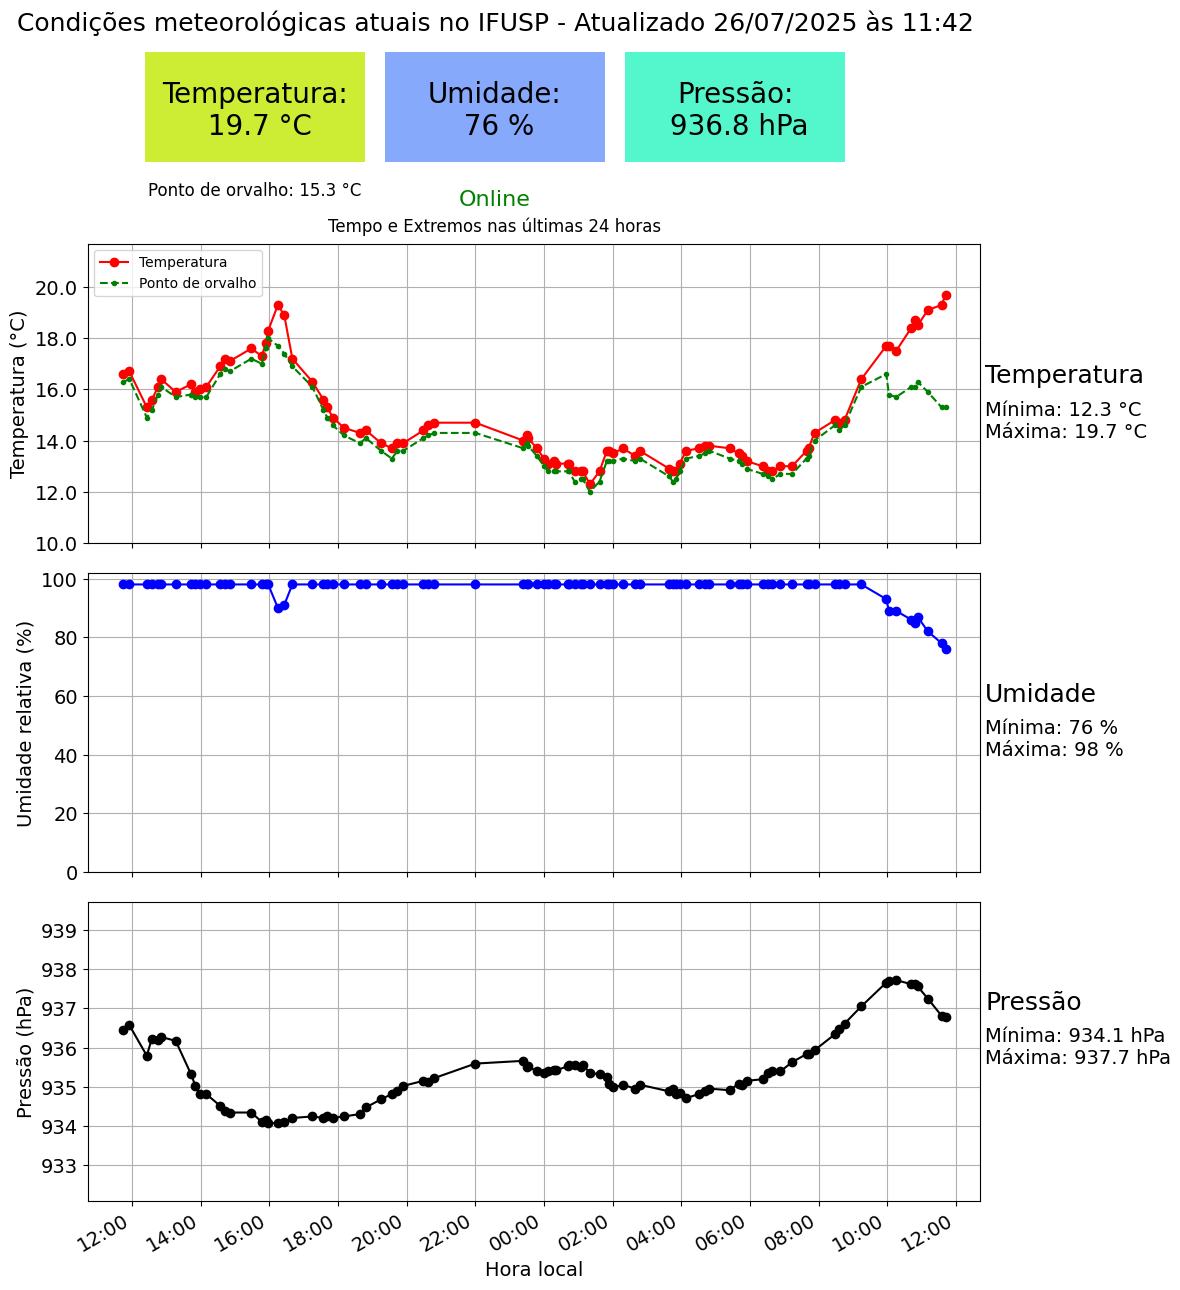 Condições meteorológicas atuais no IFUSP - Atualizado 26/07/2025 às 11:42
Temperatura:
19.7 °C
Umidade:
76 %
Pressão:
936.8 hPa
Ponto de orvalho: 15.3 °C
Online
Tempo e Extremos nas últimas 24 horas
Temperatura
Ponto de orvalho
Temperatura (°C)
20.0
18.0
16.0
14.0
12.0
10.0
Temperatura
Mínima: 12.3 °C
Máxima: 19.7 °C
Umidade relativa (%)
100
80
60
40
20
0
Umidade
Mínima: 76 %
Máxima: 98 %
Pressão (hPa)
939
938
937
936
935
934
933
Pressão
Mínima: 934.1 hPa
Máxima: 937.7 hPa
12:00
14:00
16:00
18:00
20:00
22:00
00:00
02:00
04:00
06:00
08:00
10:00
12:00
Hora local